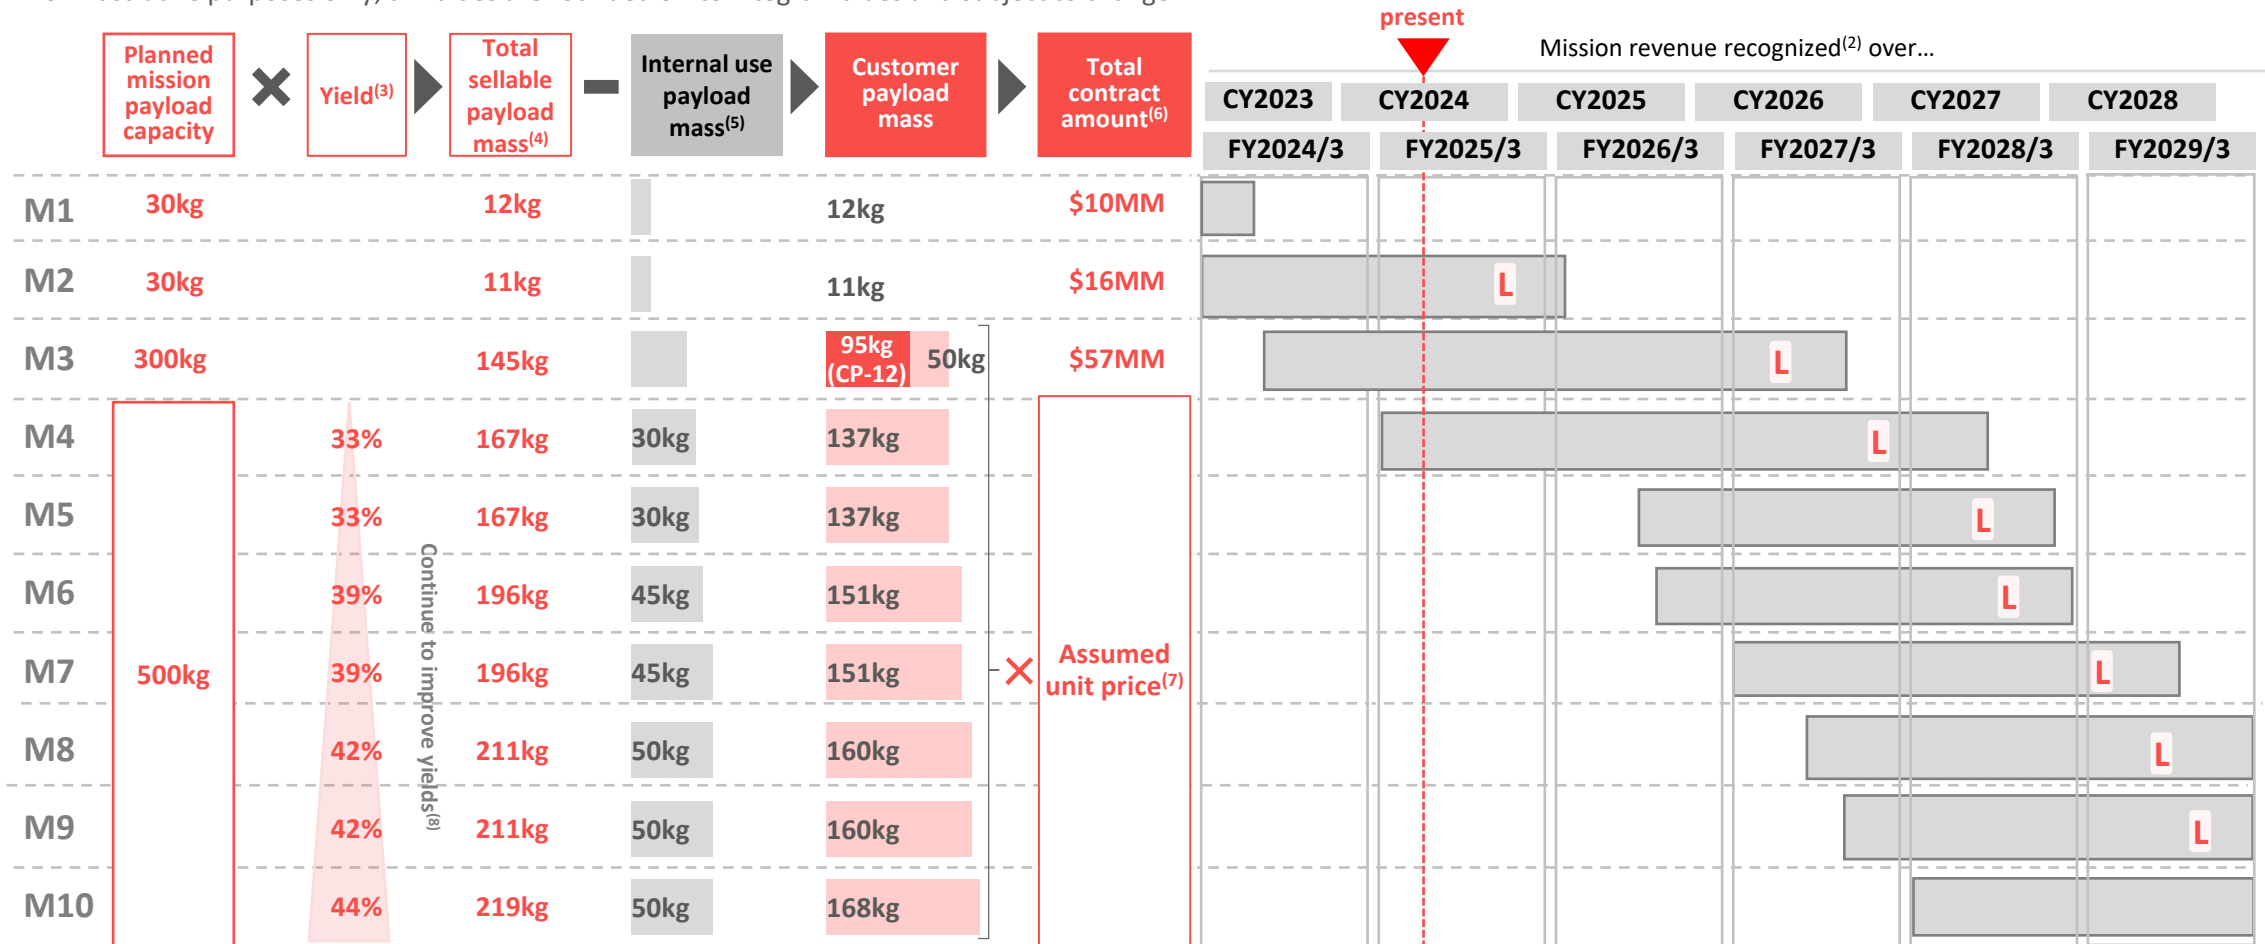 present
Mission revenue recognized(2) over...
Planned mission payload capacity
Yield(3)
Total sellable payload mass(4)
Internal use payload mass(5)
Customer payload mass
Total contract amount(6)
CY2023 CY2024 CY2025 CY2026 CY2027 CY2028
FY2024/3 FY2025/3 FY2026/3 FY2027/3 FY2028/3 FY2029/3
M1 30kg 12kg 12kg $10MM
M2 30kg 11kg 11kg $16MM L
M3 300kg 145kg 95kg (CP-12) 50kg $57MM L
M4 33% 167kg 30kg 137kg L
M5 33% 167kg 30kg 137kg L
M6 39% 196kg 45kg 151kg L
M7 500kg 39% 196kg 45kg 151kg Assumed unit price(7) L
M8 42% 211kg 50kg 160kg L
M9 42% 211kg 50kg 160kg L
M10 44% 219kg 50kg 168kg
Continue to improve yields(8)